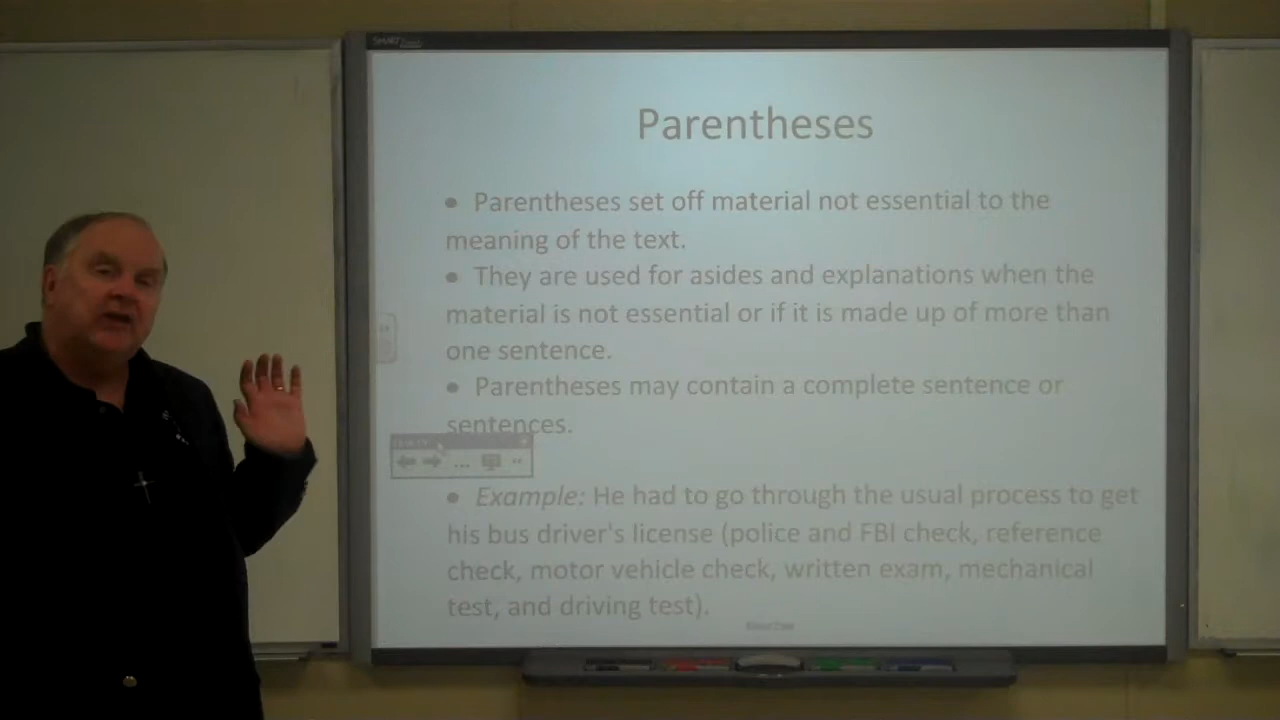 SMART
Parentheses
• Parentheses set off material not essential to the
meaning of the text.
• They are used for asides and explanations when the
material is not essential or if it is made up of more than
one sentence.
• Parentheses may contain a complete sentence or
sentences.
• Example: He had to go through the usual process to get
his bus driver's license (police and FBI check, reference
check, motor vehicle check, written exam, mechanical
test, and driving test).